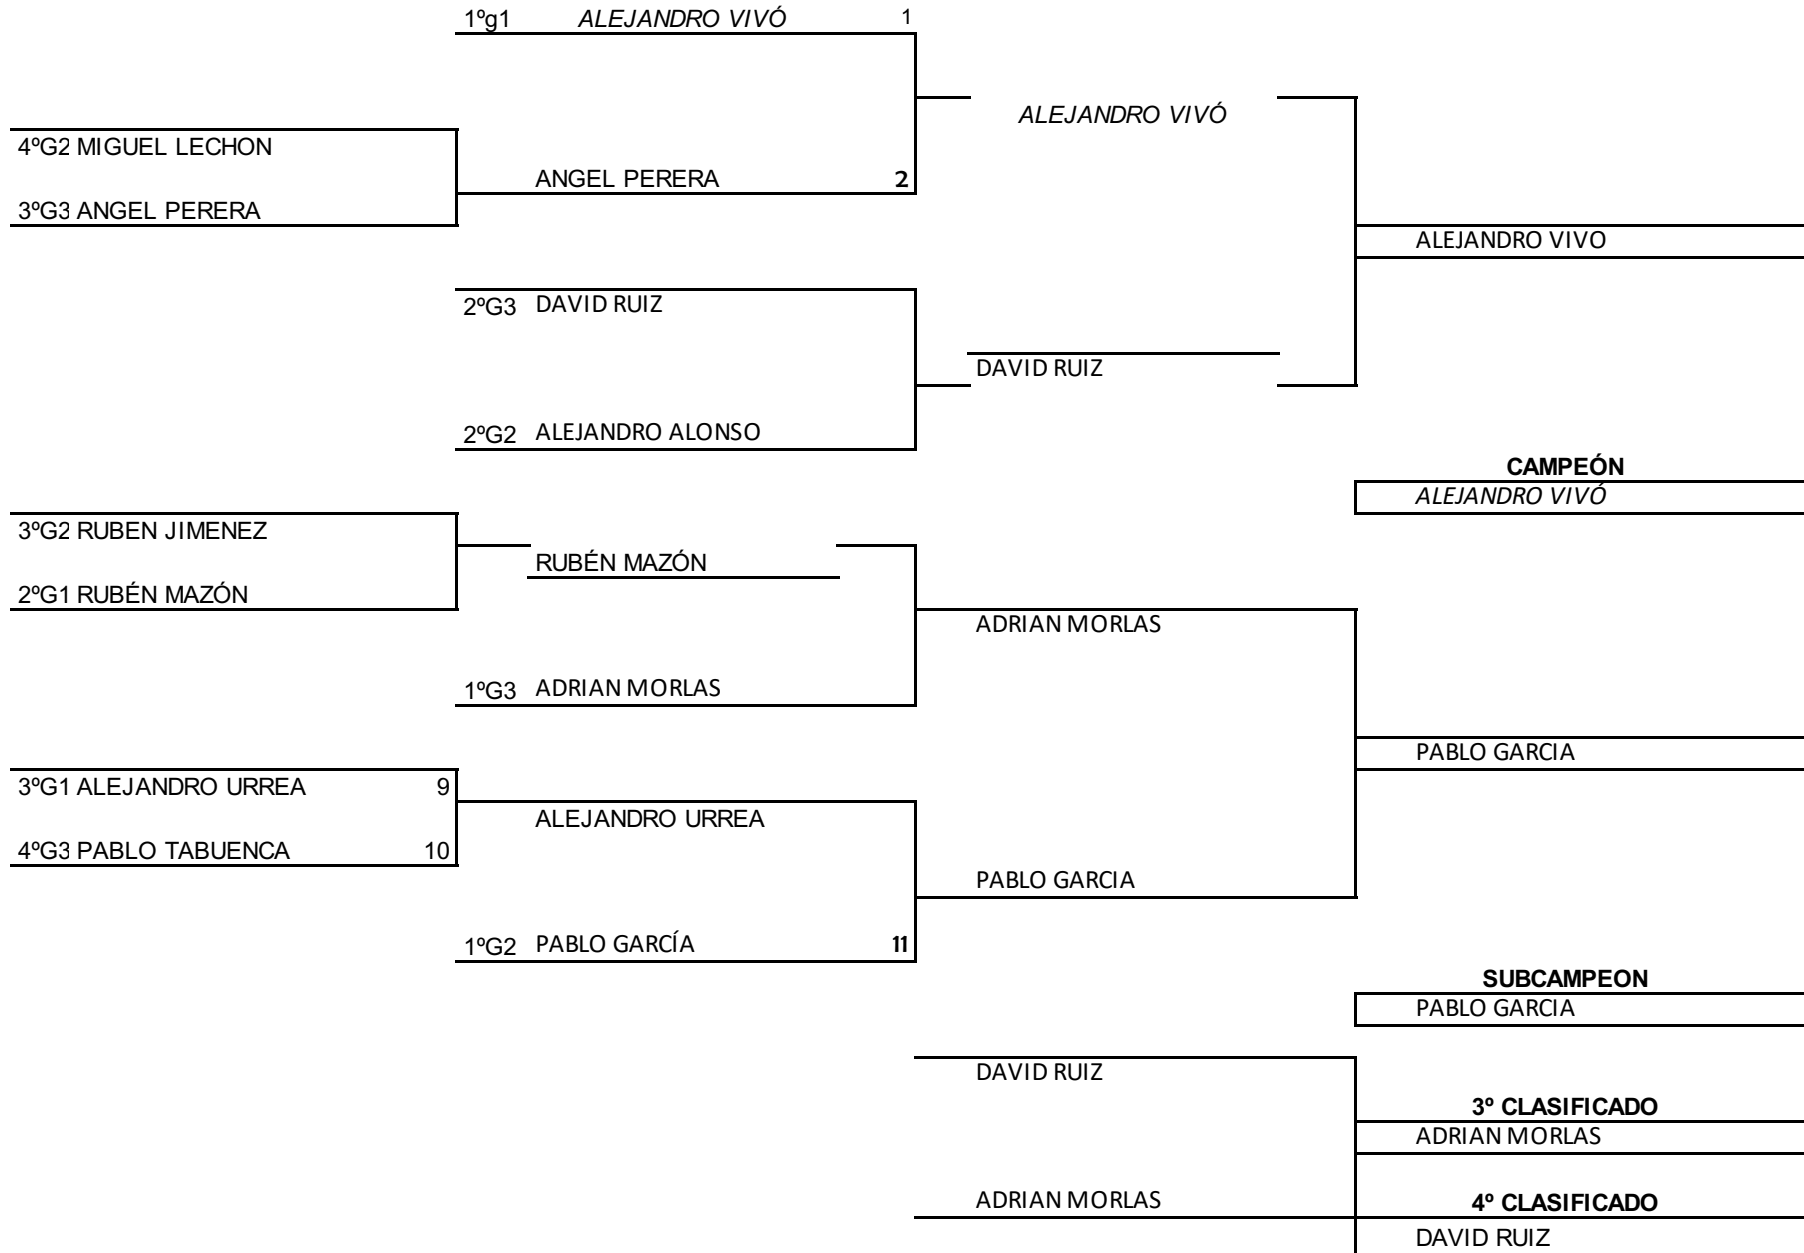 1ºg1 ALEJANDRO VIVÓ 1
ALEJANDRO VIVÓ
4ºG2 MIGUEL LECHON
ANGEL PERERA 2
3ºG3 ANGEL PERERA
ALEJANDRO VIVO
2ºG3 DAVID RUIZ
DAVID RUIZ
2ºG2 ALEJANDRO ALONSO
CAMPEÓN
ALEJANDRO VIVÓ
3ºG2 RUBEN JIMENEZ
RUBÉN MAZÓN
2ºG1 RUBÉN MAZÓN
ADRIAN MORLAS
1ºG3 ADRIAN MORLAS
PABLO GARCIA
3ºG1 ALEJANDRO URREA 9
ALEJANDRO URREA
4ºG3 PABLO TABUENCA 10
PABLO GARCIA
1ºG2 PABLO GARCÍA 11
SUBCAMPEON
PABLO GARCIA
DAVID RUIZ
3º CLASIFICADO
ADRIAN MORLAS
ADRIAN MORLAS
4º CLASIFICADO
DAVID RUIZ